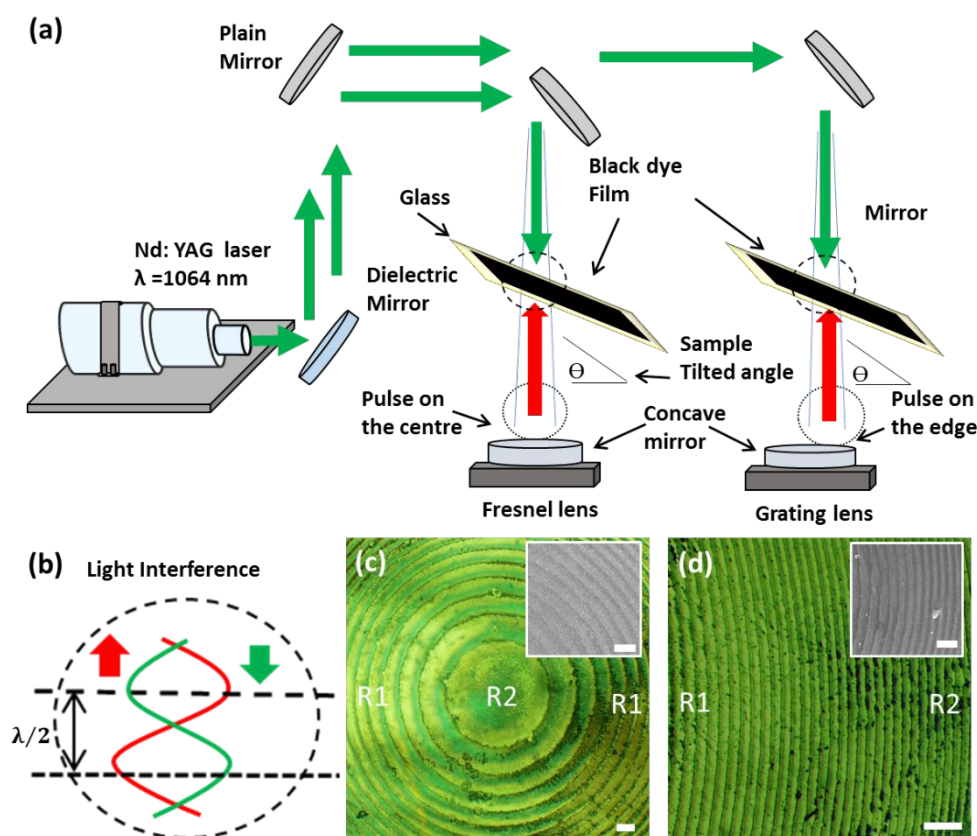 (a)
Plain
Mirror
Black dye
Film
Glass
Mirror
Nd: YAG laser
λ =1064 nm
Dielectric
Mirror
Sample
Tilted angle
Θ
Θ
Pulse on
the centre
Concave
mirror
Pulse on
the edge
Fresnel lens
Grating lens
(b)
Light Interference
λ/2
(c)
R1
R2
R1
(d)
R1
R2